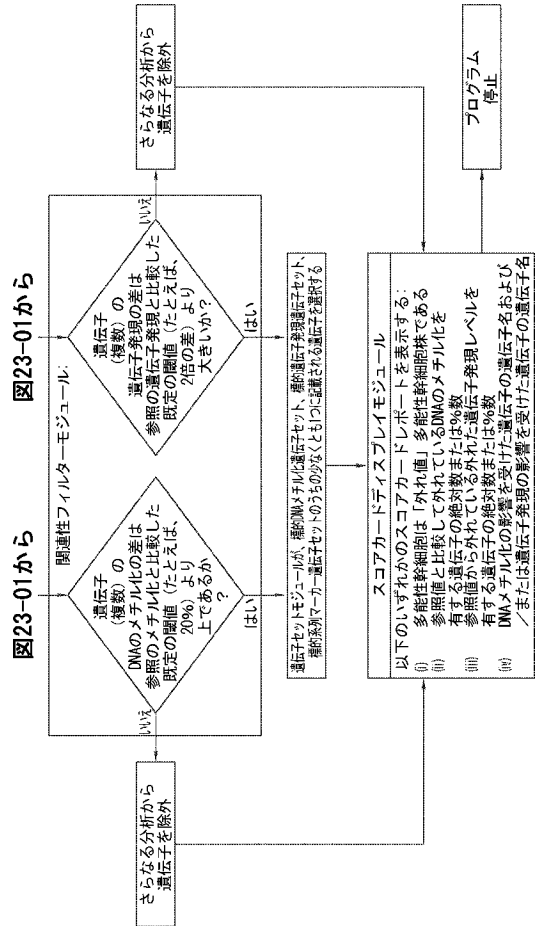 図23-01から
図23-01から
関連性フィルターモジュール:
遺伝子
(複数)の
DNAのメチル化の差は
参照のメチル化と比較した
既定の閾値(たとえば、
20%)より
上であるか
?
いいえ
はい
さらなる分析から
遺伝子を除外
遺伝子
(複数)の
遺伝子発現の差は
参照の遺伝子発現と比較した
既定の閾値(たとえば、
2倍の差)より
大きいか?
いいえ
はい
さらなる分析から
遺伝子を除外
遺伝子セットモジュールが、標的DNAメチル化遺伝子セット、標的遺伝子発現遺伝子セット、
標的系列マーカー遺伝子セットのうちの少なくとも1つに記載される遺伝子を選択する
スコアカードディスプレイモジュール
以下のいずれかのスコアカードレポートを表示する:
(i) 多能性幹細胞は「外れ値」多能性幹細胞株である
(ii) 参照値と比較して外れているDNAのメチル化を
有する遺伝子の絶対数または%数
(iii) 参照値から外れている外れた遺伝子発現レベルを
有する遺伝子の絶対数または%数
(iv) DNAメチル化の影響を受けた遺伝子の遺伝子名および
/または遺伝子発現の影響を受けた遺伝子の遺伝子名
プログラム
停止